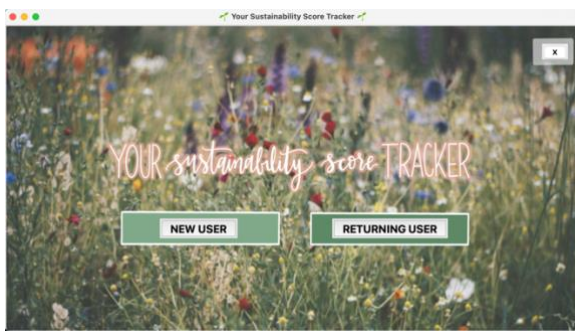 🌱 Your Sustainability Score Tracker 🌱
X
YOUR sustainability score TRACKER
NEW USER
RETURNING USER